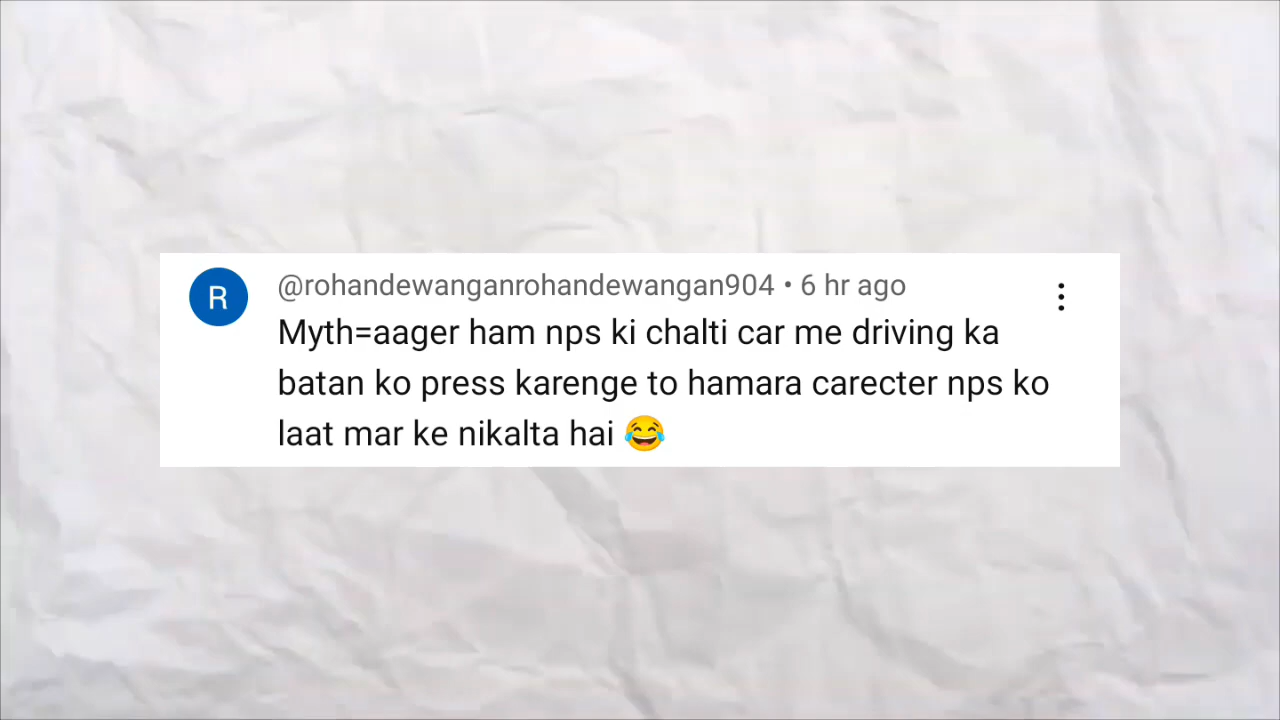 R
@rohandewanganrohandewangan904 • 6 hr ago
Myth=aager ham nps ki chalti car me driving ka
batan ko press karenge to hamara carecter nps ko
laat mar ke nikalta hai 😂